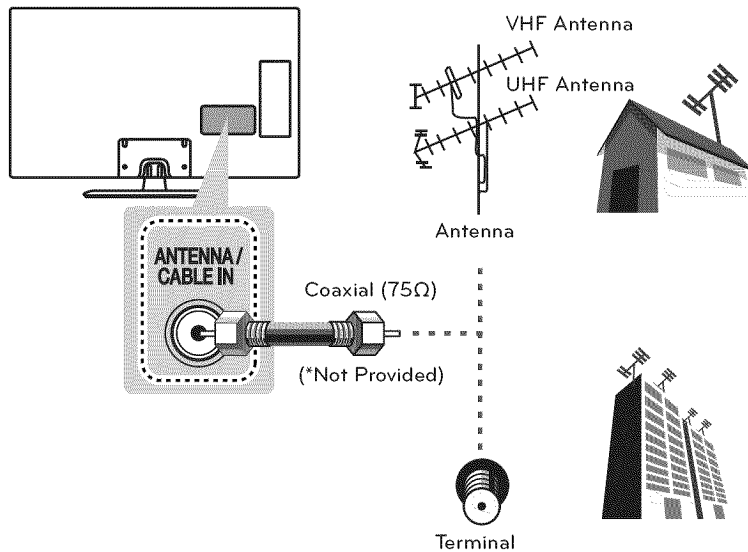 VHF Antenna
UHF Antenna
Antenna
ANTENNA /
CABLE IN
Coaxial (75Ω)
(*Not Provided)
Terminal